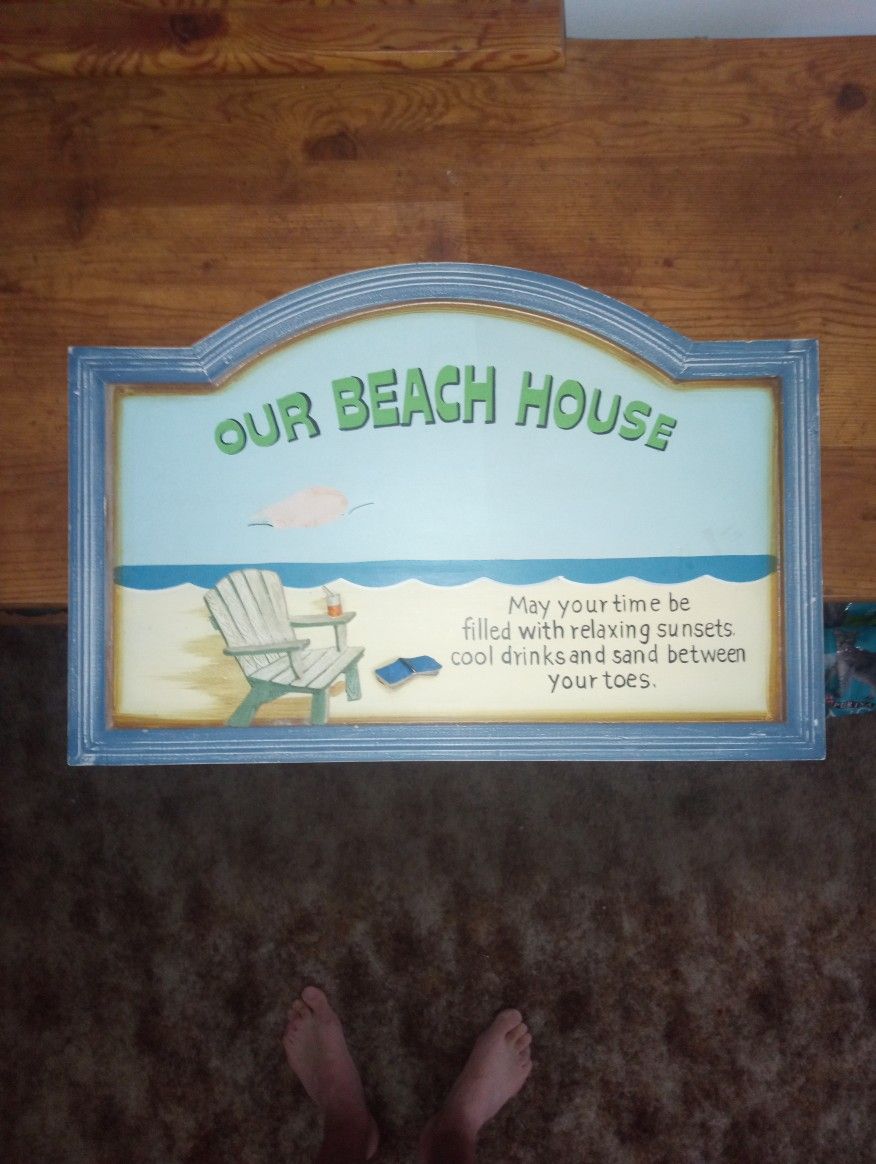 OUR BEACH HOUSE
May your time be
filled with relaxing sunsets.
cool drinks and sand between
your toes.